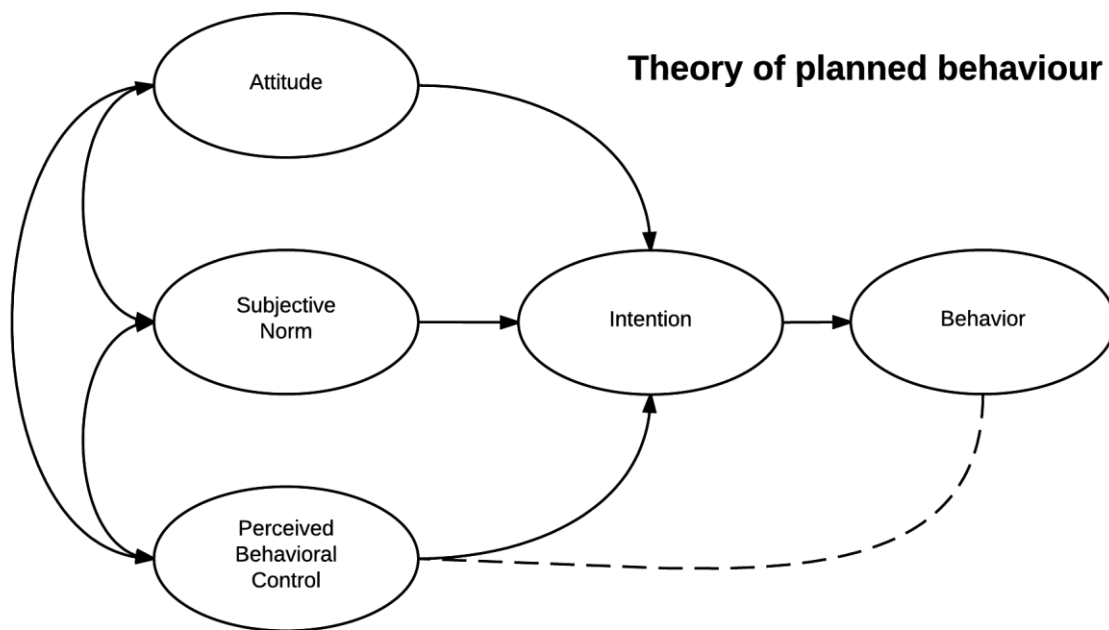 Theory of planned behaviour
Attitude
Subjective
Norm
Intention
Behavior
Perceived
Behavioral
Control